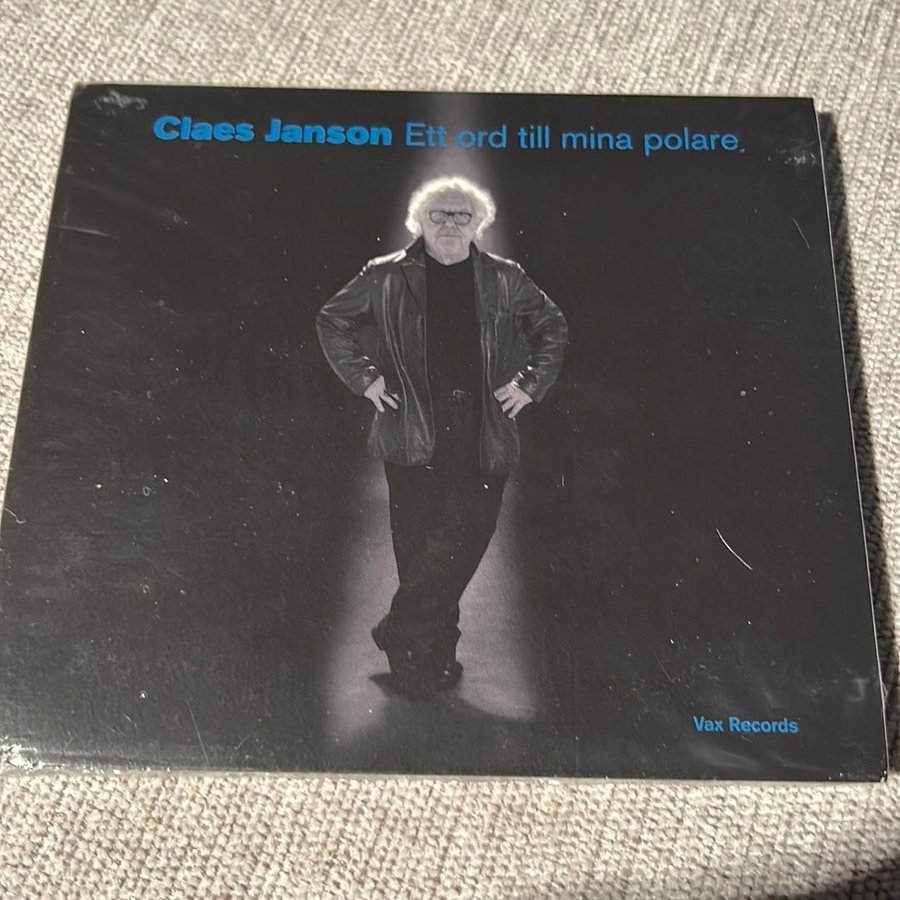 Claes Janson Ett ord till mina polare
Vax Records